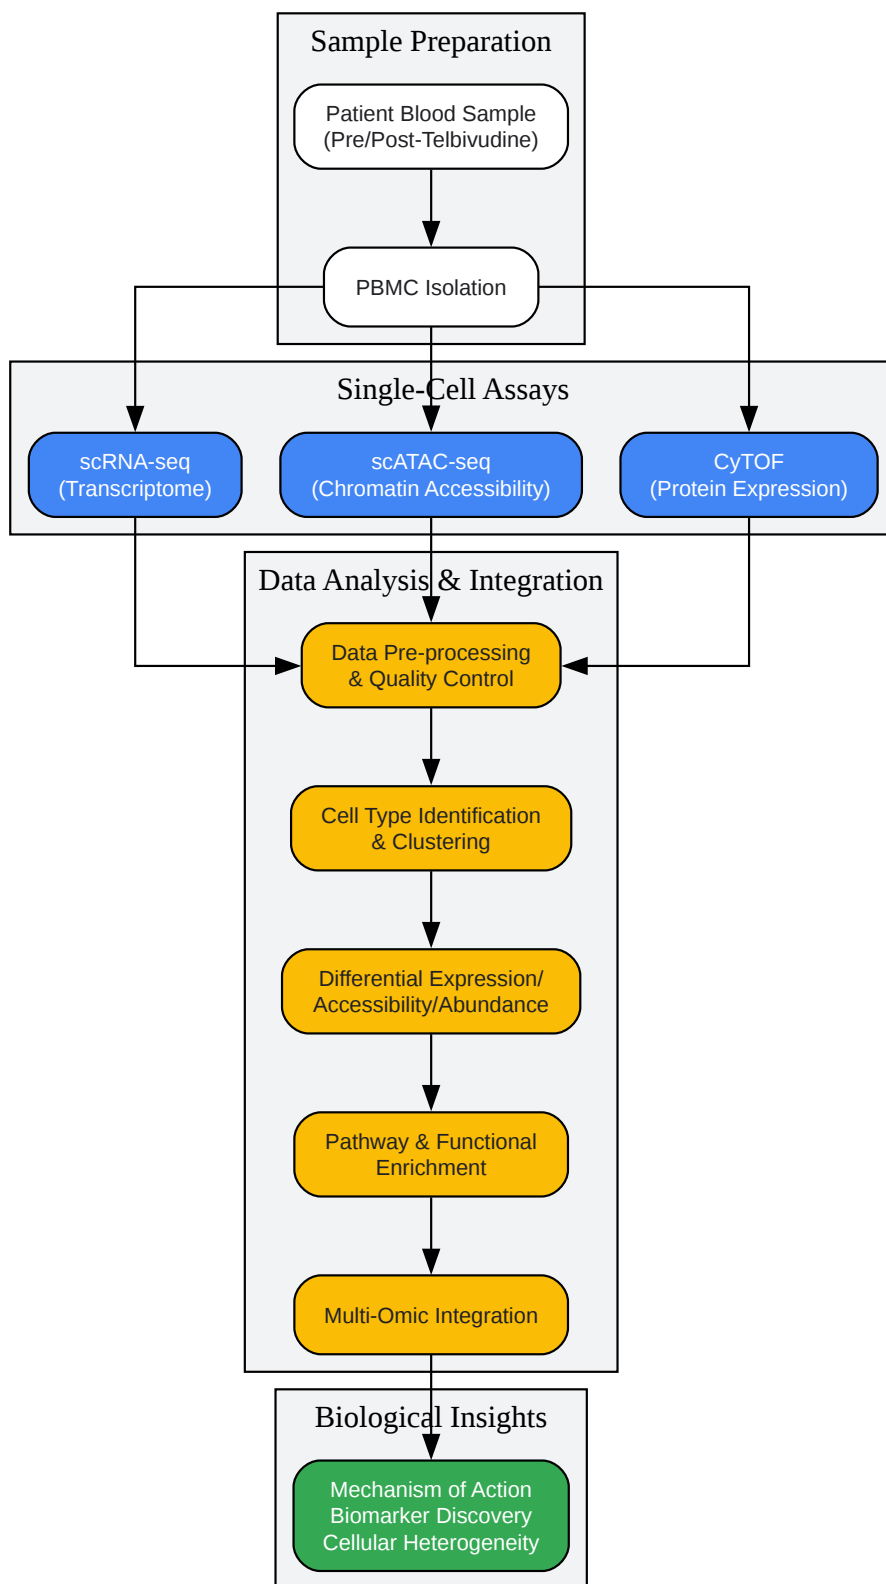 Sample Preparation
Patient Blood Sample
(Pre/Post-Telbivudine)
PBMC Isolation
Single-Cell Assays
scRNA-seq
(Transcriptome)
scATAC-seq
(Chromatin Accessibility)
CyTOF
(Protein Expression)
Data Analysis & Integration
Data Pre-processing
& Quality Control
Cell Type Identification
& Clustering
Differential Expression/
Accessibility/Abundance
Pathway & Functional
Enrichment
Multi-Omic Integration
Biological Insights
Mechanism of Action
Biomarker Discovery
Cellular Heterogeneity